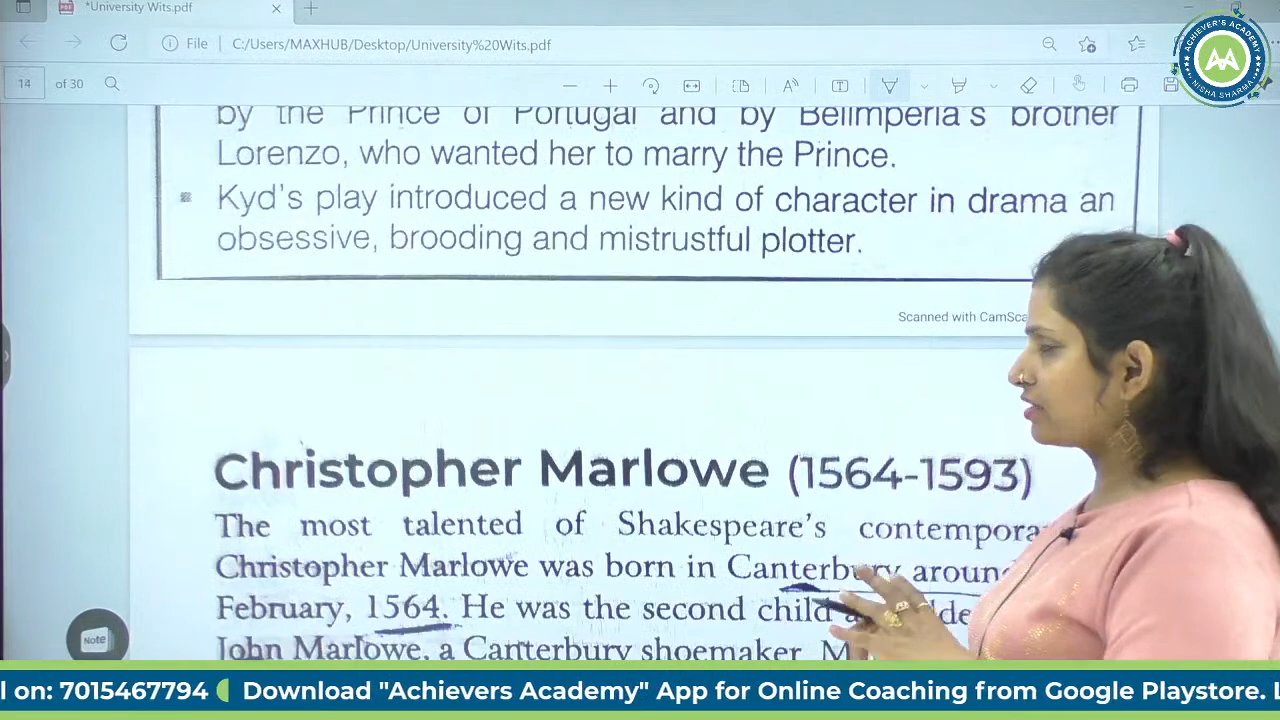 *University Wits.pdf
File C:/Users/MAXHUB/Desktop/University%20Wits.pdf
14 of 30
ACHIEVER'S ACADEMY
NISHA SHARMA
by the Prince of Portugal and by Bellimperia's brother
Lorenzo, who wanted her to marry the Prince.
Kyd's play introduced a new kind of character in drama an
obsessive, brooding and mistrustful plotter.
Scanned with
Christopher Marlowe (1564-1593)
The most talented of Shakespeare's
Christopher Marlowe was born in Canterbury around
February, 1564. He was the second child
John Marlowe, a Canterbury shoemaker.
Note
on: 7015467794 Download "Achievers Academy" App for Online Coaching from Google Playstore.